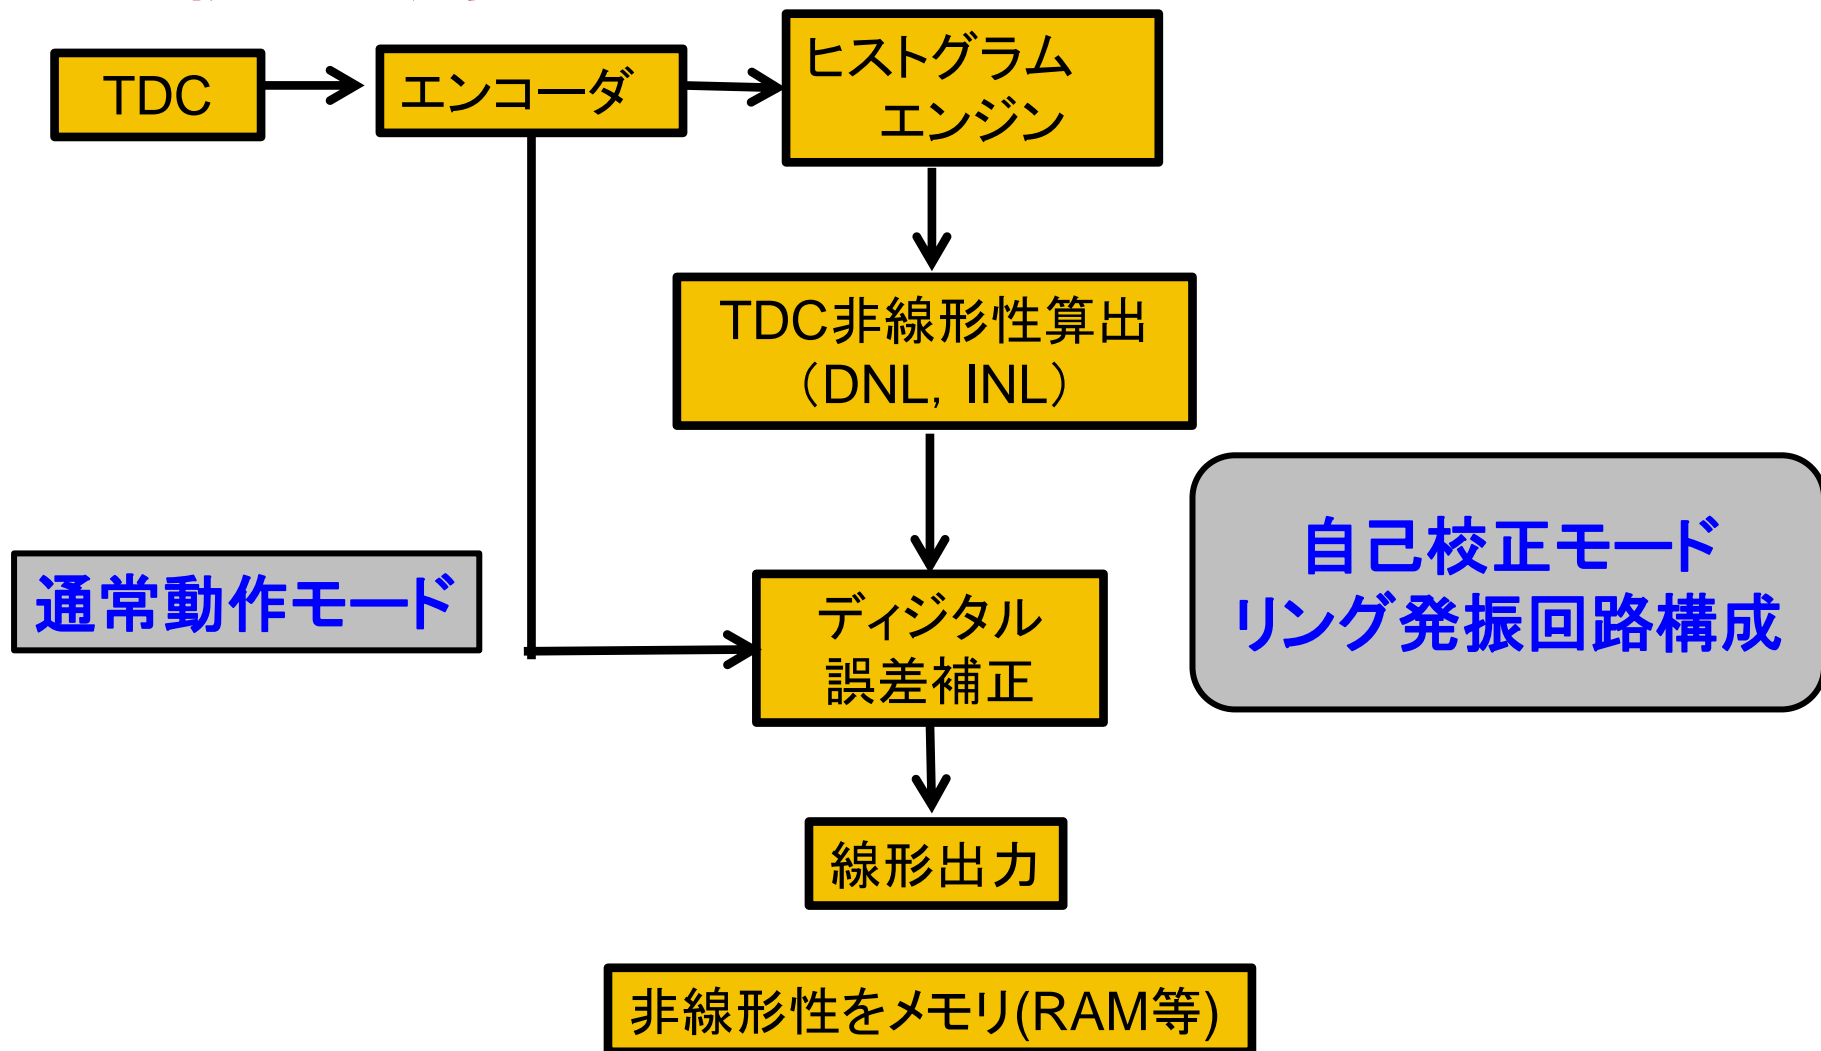 TDC
エンコーダ
ヒストグラム
エンジン
TDC非線形性算出
（DNL, INL）
通常動作モード
自己校正モード
リング発振回路構成
ディジタル
誤差補正
線形出力
非線形性をメモリ(RAM等)